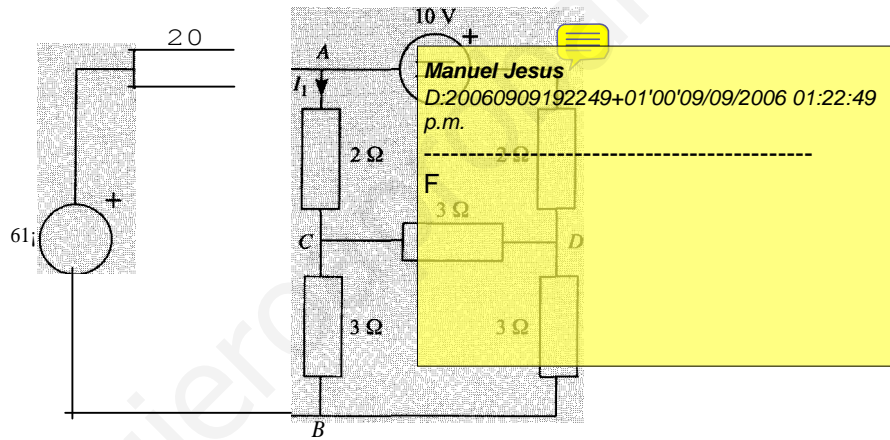 10 V
20
A
+
Manuel Jesus
D:20060909192249+01'00'09/09/2006 01:22:49
p.m.
I₁
2 Ω
2 Ω
--------------------------------------------
F
3 Ω
+
61¡
C
D
3 Ω
3 Ω
B